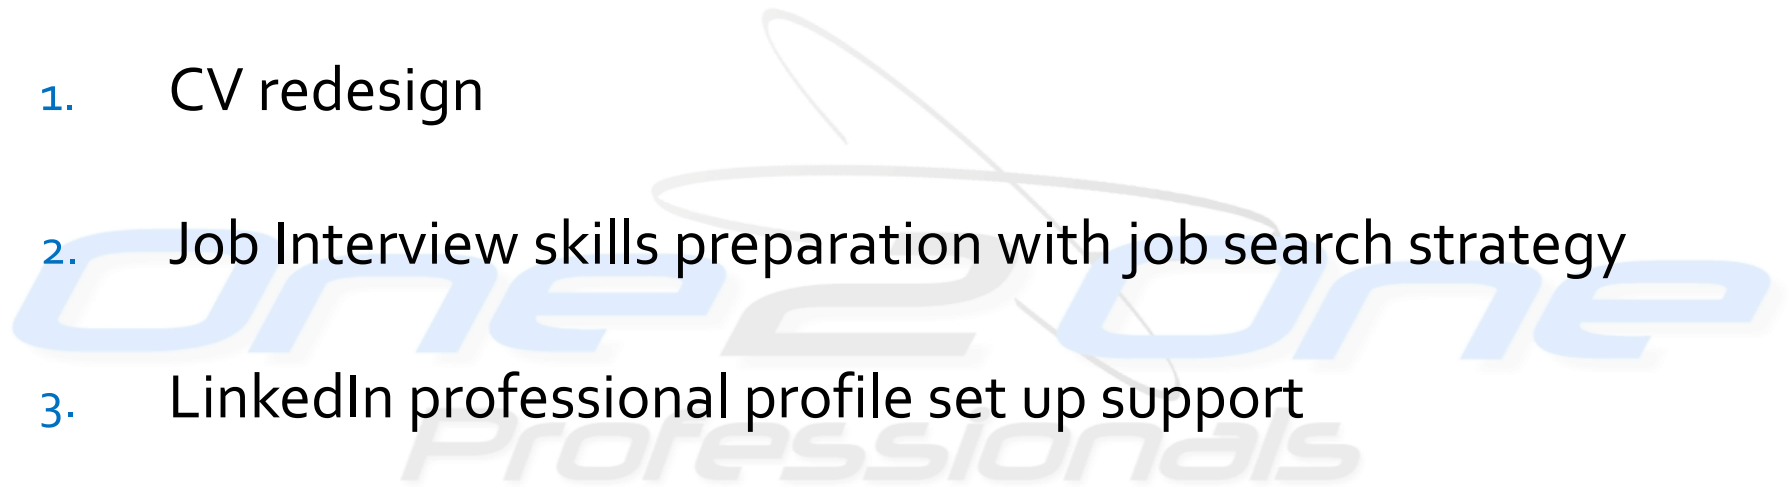 1. CV redesign
2. Job Interview skills preparation with job search strategy
One2One
3. LinkedIn professional profile set up support
Professionals